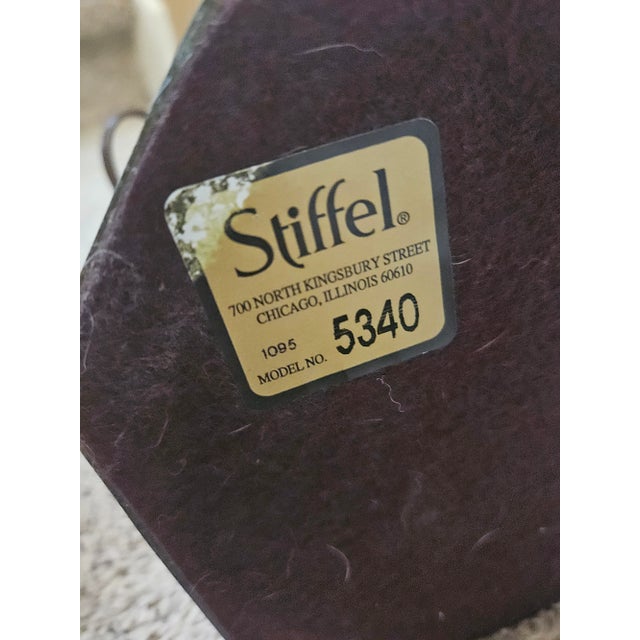 Stiffel®
700 NORTH KINGSBURY STREET
CHICAGO, ILLINOIS 60610
1095
MODEL NO. 5340